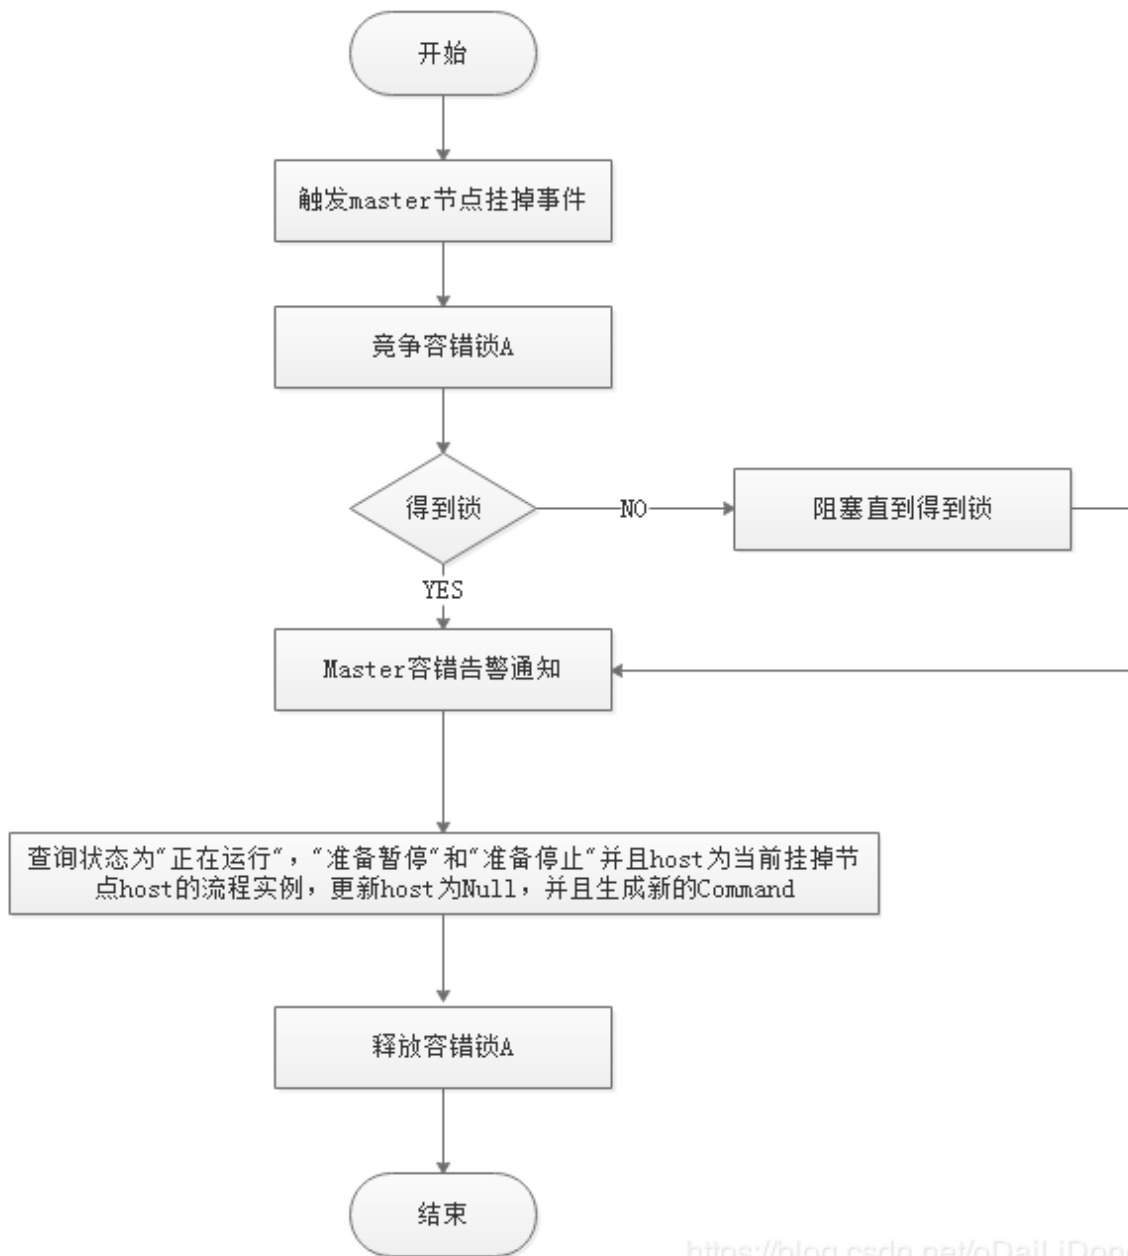 开始
触发master节点挂掉事件
竞争容错锁A
得到锁
NO
阻塞直到得到锁
YES
Master容错告警通知
查询状态为“正在运行”，“准备暂停”和“准备停止”并且host为当前挂掉节
点host的流程实例，更新host为Null，并且生成新的Command
释放容错锁A
结束
https://blog.csdn.net/oDaiLiDong